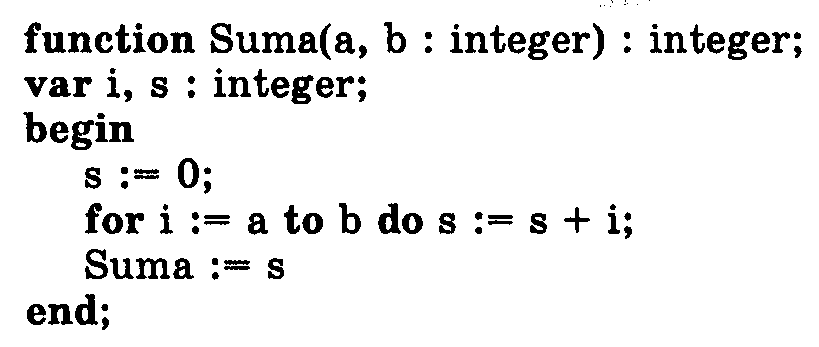 function Suma(a, b : integer) : integer;
var i, s : integer;
begin
s := 0;
for i := a to b do s := s + i;
Suma := s
end;